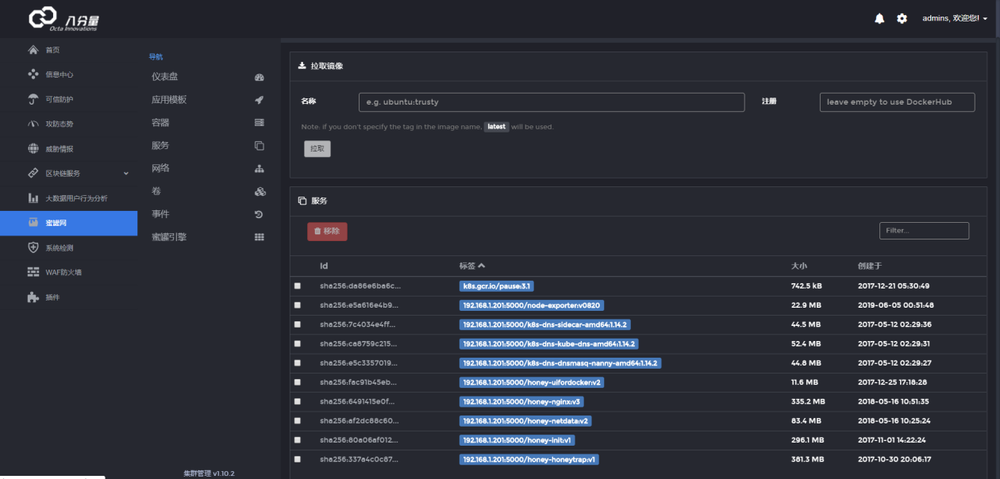 八分量
Octa Innovations
admins, 欢迎您!
首页
信息中心
可信防护
攻防态势
威胁情报
区块链服务
大数据用户行为分析
蜜罐网
系统检测
WAF防火墙
插件
导航
仪表盘
应用模板
容器
服务
网络
卷
事件
蜜罐引擎
集群管理 v1.10.2
拉取镜像
名称 e.g. ubuntu:trusty 注册 leave empty to use DockerHub
Note: if you don't specify the tag in the image name, latest will be used.
拉取
服务
移除 Filter...
Id 标签 大小 创建于
sha256:da86e6ba6c... k8s.gcr.io/pause:3.1 742.5 kB 2017-12-21 05:30:49
sha256:e5a616e4b9... 192.168.1.201:5000/node-exporter:v0820 22.9 MB 2019-06-05 00:51:48
sha256:7c4034e4ff... 192.168.1.201:5000/k8s-dns-sidecar-amd64:1.14.2 44.5 MB 2017-05-12 02:29:36
sha256:ca8759c215... 192.168.1.201:5000/k8s-dns-kube-dns-amd64:1.14.2 52.4 MB 2017-05-12 02:29:31
sha256:e5c3357019... 192.168.1.201:5000/k8s-dns-dnsmasq-nanny-amd64:1.14.2 44.8 MB 2017-05-12 02:29:27
sha256:fac91b45eb... 192.168.1.201:5000/honey-uifordocker:v2 11.6 MB 2017-12-25 17:18:28
sha256:6491415e0f... 192.168.1.201:5000/honey-nginx:v3 335.2 MB 2018-05-16 10:51:35
sha256:af2dc88c60... 192.168.1.201:5000/honey-netdata:v2 83.4 MB 2018-05-16 10:25:24
sha256:80a06af012... 192.168.1.201:5000/honey-init:v1 296.1 MB 2017-11-01 14:22:24
sha256:337a4c0c87... 192.168.1.201:5000/honey-honeytrap:v1 381.3 MB 2017-10-30 20:06:17